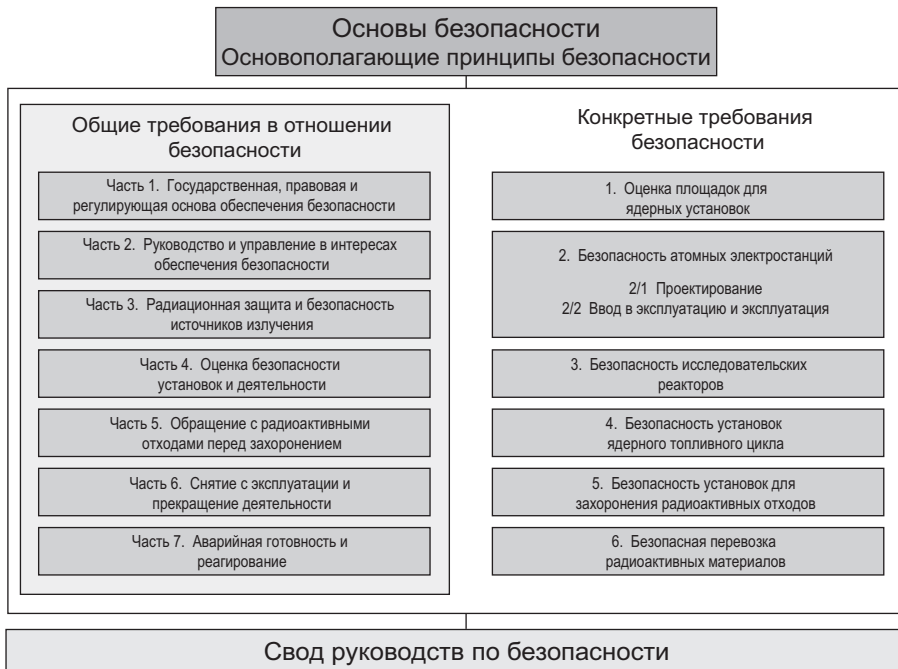 Основы безопасности
Основополагающие принципы безопасности
Общие требования в отношении
безопасности
Часть 1. Государственная, правовая и
регулирующая основа обеспечения безопасности
Часть 2. Руководство и управление в интересах
обеспечения безопасности
Часть 3. Радиационная защита и безопасность
источников излучения
Часть 4. Оценка безопасности
установок и деятельности
Часть 5. Обращение с радиоактивными
отходами перед захоронением
Часть 6. Снятие с эксплуатации и
прекращение деятельности
Часть 7. Аварийная готовность и
реагирование
Конкретные требования
безопасности
1. Оценка площадок для
ядерных установок
2. Безопасность атомных электростанций
2/1 Проектирование
2/2 Ввод в эксплуатацию и эксплуатация
3. Безопасность исследовательских
реакторов
4. Безопасность установок
ядерного топливного цикла
5. Безопасность установок для
захоронения радиоактивных отходов
6. Безопасная перевозка
радиоактивных материалов
Свод руководств по безопасности